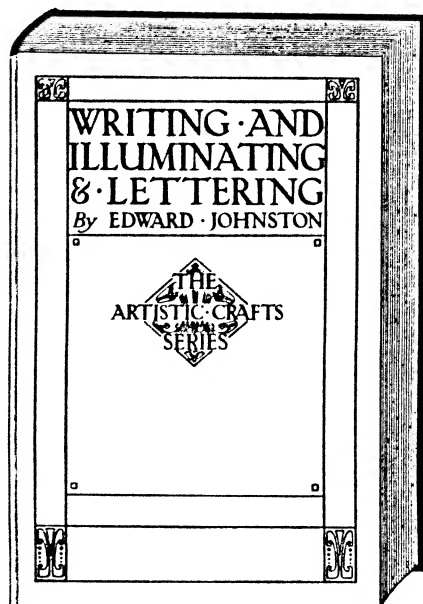 WRITING·AND
ILLUMINATING
&·LETTERING
By EDWARD·JOHNSTON
THE
ARTISTIC·CRAFTS
SERIES